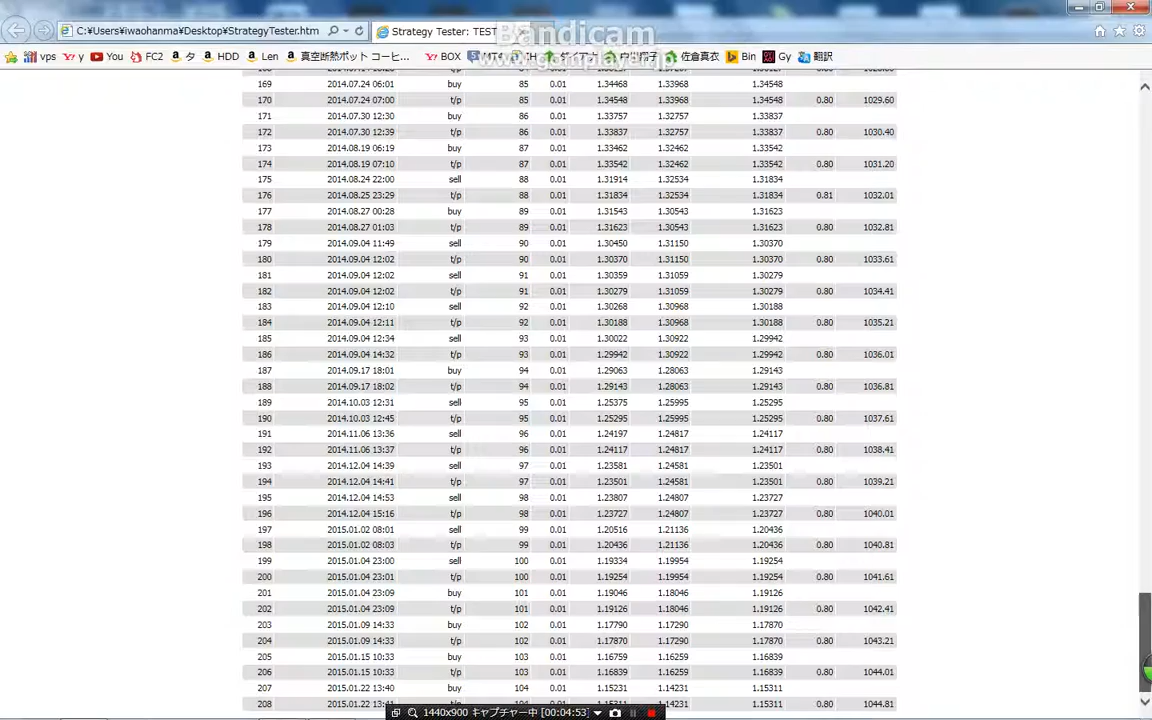 C:¥Users¥iwaohanma¥Desktop¥StrategyTester.htm
Strategy Tester: TEST
Bandicam
www.gomplayer.jp
vps y You FC2 タ HDD Len 真空断熱ポット コーヒ... BOX MT4 佐倉真衣 Bin Gy 翻訳
169 2014.07.24 06:01 buy 85 0.01 1.34468 1.33968 1.34548
170 2014.07.24 07:00 t/p 85 0.01 1.34548 1.33968 1.34548 0.80 1029.60
171 2014.07.30 12:30 buy 86 0.01 1.33757 1.32757 1.33837
172 2014.07.30 12:39 t/p 86 0.01 1.33837 1.32757 1.33837 0.80 1030.40
173 2014.08.19 06:19 buy 87 0.01 1.33462 1.32462 1.33542
174 2014.08.19 07:10 t/p 87 0.01 1.33542 1.32462 1.33542 0.80 1031.20
175 2014.08.24 22:00 sell 88 0.01 1.31914 1.32534 1.31834
176 2014.08.25 23:29 t/p 88 0.01 1.31834 1.32534 1.31834 0.81 1032.01
177 2014.08.27 00:28 buy 89 0.01 1.31543 1.30543 1.31623
178 2014.08.27 01:03 t/p 89 0.01 1.31623 1.30543 1.31623 0.80 1032.81
179 2014.09.04 11:49 sell 90 0.01 1.30450 1.31150 1.30370
180 2014.09.04 12:02 t/p 90 0.01 1.30370 1.31150 1.30370 0.80 1033.61
181 2014.09.04 12:02 sell 91 0.01 1.30359 1.31059 1.30279
182 2014.09.04 12:02 t/p 91 0.01 1.30279 1.31059 1.30279 0.80 1034.41
183 2014.09.04 12:10 sell 92 0.01 1.30268 1.30968 1.30188
184 2014.09.04 12:11 t/p 92 0.01 1.30188 1.30968 1.30188 0.80 1035.21
185 2014.09.04 12:34 sell 93 0.01 1.30022 1.30922 1.29942
186 2014.09.04 14:32 t/p 93 0.01 1.29942 1.30922 1.29942 0.80 1036.01
187 2014.09.17 18:01 buy 94 0.01 1.29063 1.28063 1.29143
188 2014.09.17 18:02 t/p 94 0.01 1.29143 1.28063 1.29143 0.80 1036.81
189 2014.10.03 12:31 sell 95 0.01 1.25375 1.25995 1.25295
190 2014.10.03 12:45 t/p 95 0.01 1.25295 1.25995 1.25295 0.80 1037.61
191 2014.11.06 13:36 sell 96 0.01 1.24197 1.24817 1.24117
192 2014.11.06 13:37 t/p 96 0.01 1.24117 1.24817 1.24117 0.80 1038.41
193 2014.12.04 14:39 sell 97 0.01 1.23581 1.24581 1.23501
194 2014.12.04 14:41 t/p 97 0.01 1.23501 1.24581 1.23501 0.80 1039.21
195 2014.12.04 14:53 sell 98 0.01 1.23807 1.24807 1.23727
196 2014.12.04 15:16 t/p 98 0.01 1.23727 1.24807 1.23727 0.80 1040.01
197 2015.01.02 08:01 sell 99 0.01 1.20516 1.21136 1.20436
198 2015.01.02 08:03 t/p 99 0.01 1.20436 1.21136 1.20436 0.80 1040.81
199 2015.01.04 23:00 sell 100 0.01 1.19334 1.19954 1.19254
200 2015.01.04 23:01 t/p 100 0.01 1.19254 1.19954 1.19254 0.80 1041.61
201 2015.01.04 23:09 buy 101 0.01 1.19046 1.18046 1.19126
202 2015.01.04 23:09 t/p 101 0.01 1.19126 1.18046 1.19126 0.80 1042.41
203 2015.01.09 14:33 buy 102 0.01 1.17790 1.17290 1.17870
204 2015.01.09 14:33 t/p 102 0.01 1.17870 1.17290 1.17870 0.80 1043.21
205 2015.01.15 10:33 buy 103 0.01 1.16759 1.16259 1.16839
206 2015.01.15 10:33 t/p 103 0.01 1.16839 1.16259 1.16839 0.80 1044.01
207 2015.01.22 13:40 buy 104 0.01 1.15231 1.14231 1.15311
208 2015.01.22 1.15311 1.14231 1.15311 0.80 1044.81
1440x900 キャプチャー中 [00:04:53]